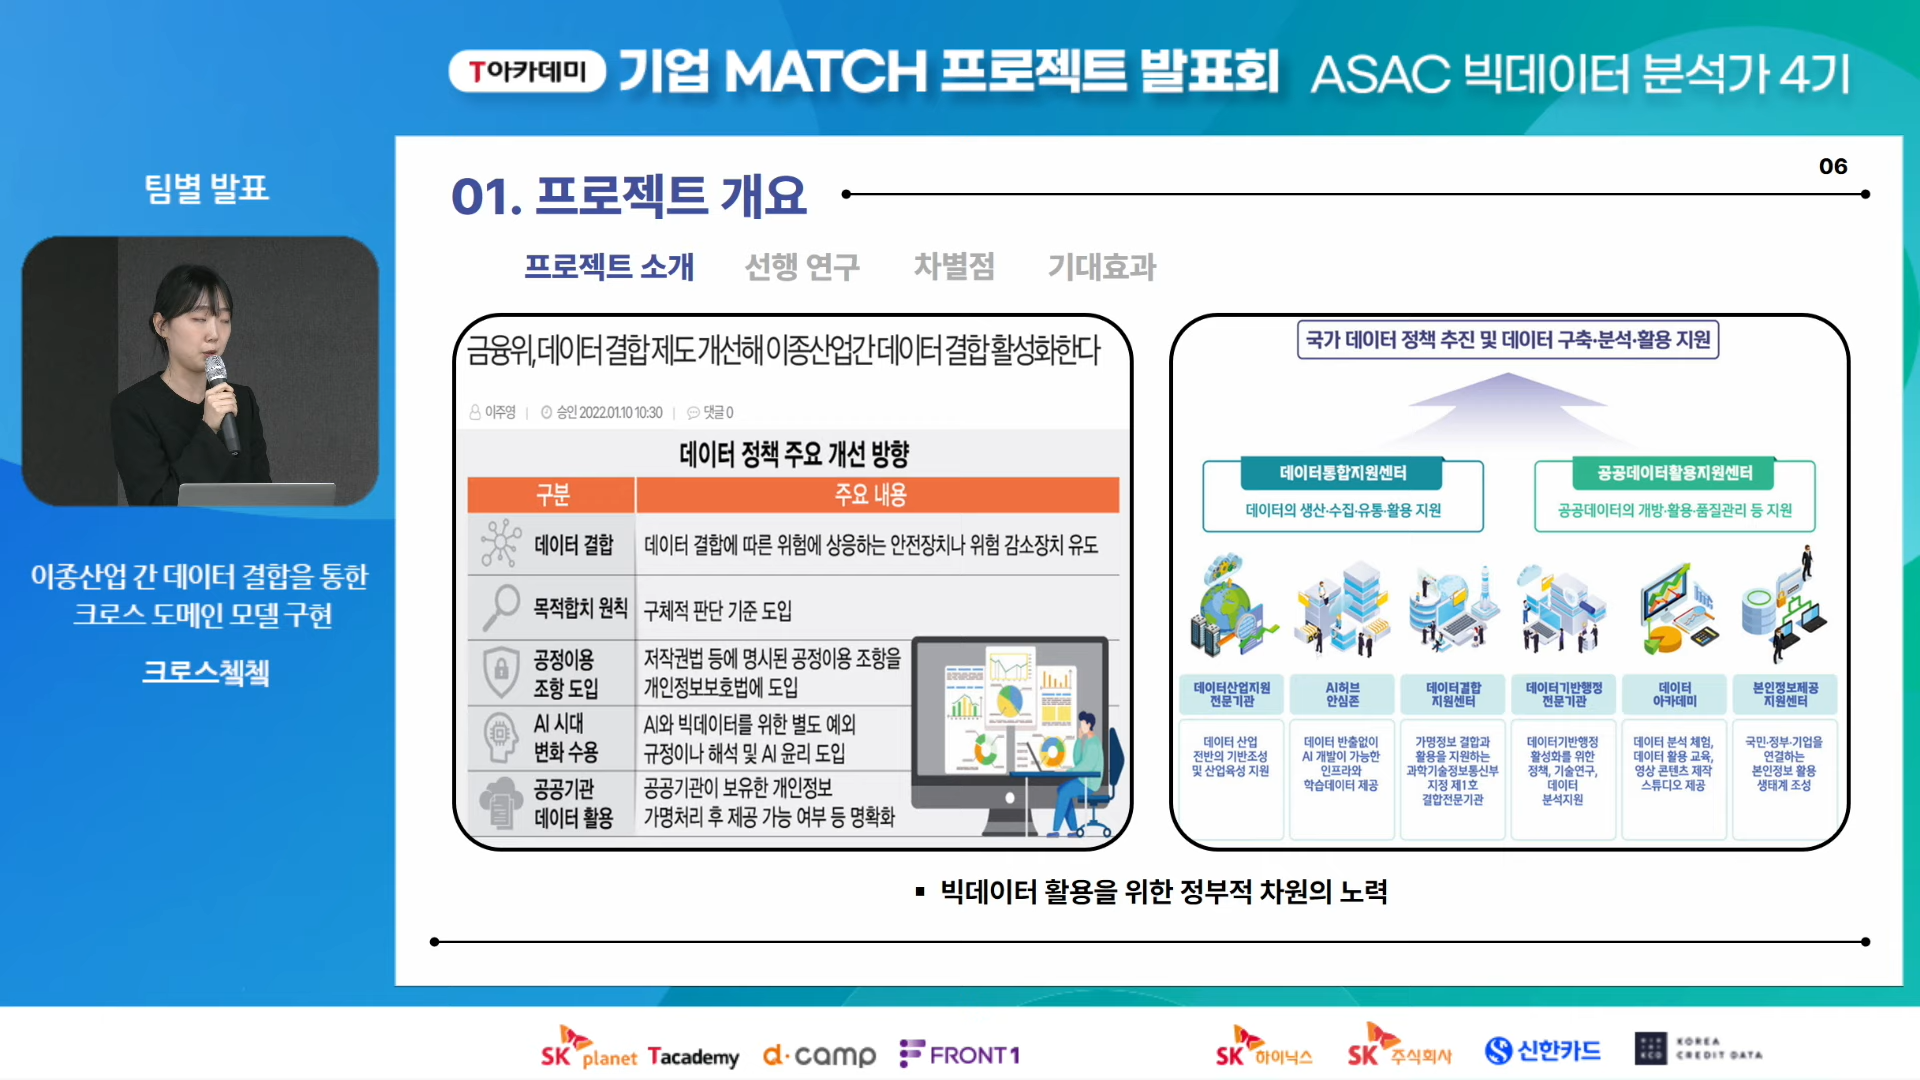 T아카데미 기업 MATCH 프로젝트 발표회 ASAC 빅데이터 분석가 4기
팀별 발표
이종산업 간 데이터 결합을 통한
크로스 도메인 모델 구현
크로스첵첵
06
01. 프로젝트 개요
프로젝트 소개 선행 연구 차별점 기대효과
금융위, 데이터 결합 제도 개선해 이종산업간 데이터 결합 활성화한다
이주영 | 승인 2022.01.10 10:30 | 댓글 0
데이터 정책 주요 개선 방향
구분 주요 내용
데이터 결합 데이터 결합에 따른 위험에 상응하는 안전장치나 위험 감소장치 유도
목적합치 원칙 구체적 판단 기준 도입
공정이용
조항 도입
저작권법 등에 명시된 공정이용 조항을
개인정보보호법에 도입
AI 시대
변화 수용
AI와 빅데이터를 위한 별도 예외
규정이나 해석 및 AI 윤리 도입
공공기관
데이터 활용
공공기관이 보유한 개인정보
가명처리 후 제공 가능 여부 등 명확화
국가 데이터 정책 추진 및 데이터 구축·분석·활용 지원
데이터통합지원센터
데이터의 생산·수집·유통·활용 지원
공공데이터활용지원센터
공공데이터의 개방·활용·품질관리 등 지원
데이터산업지원
전문기관
데이터 산업
전반의 기반조성
및 산업육성 지원
AI허브
안심존
데이터 반출없이
AI 개발이 가능한
인프라와
학습데이터 제공
데이터결합
지원센터
가명정보 결합과
활용을 지원하는
과학기술정보통신부
지정 제1호
결합전문기관
데이터기반행정
전문기관
데이터기반행정
활성화를 위한
정책, 기술연구,
데이터
분석지원
데이터
아카데미
데이터 분석 체험,
데이터 활용 교육,
영상 콘텐츠 제작
스튜디오 제공
본인정보제공
지원센터
국민·정부·기업을
연결하는
본인정보 활용
생태계 조성
▪ 빅데이터 활용을 위한 정부적 차원의 노력
SK planet Tacademy d·camp FRONT1 SK 하이닉스 SK 주식회사 신한카드 KOREA CREDIT DATA